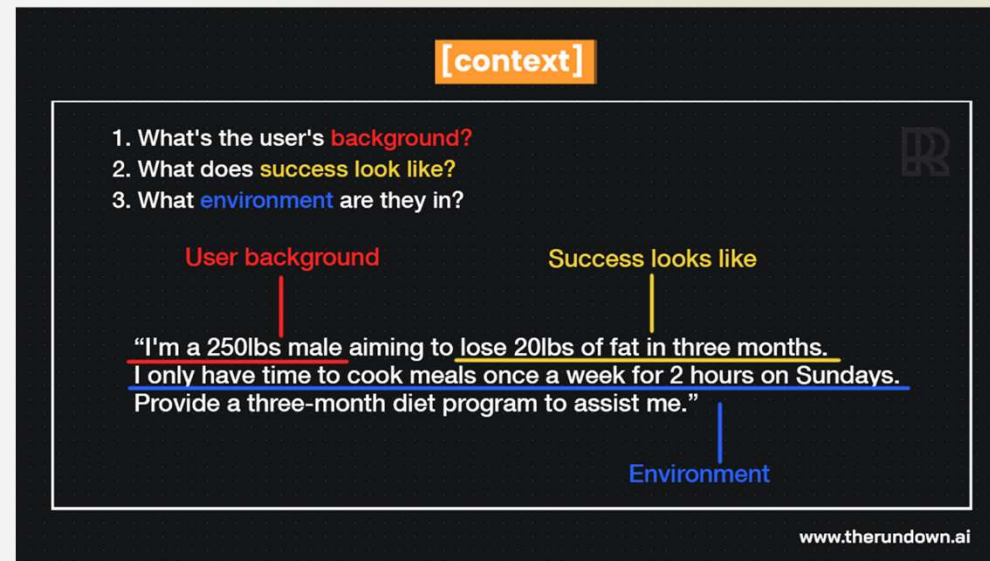 [context]
1. What's the user's background?
2. What does success look like?
3. What environment are they in?
User background
Success looks like
“I'm a 250lbs male aiming to lose 20lbs of fat in three months.
I only have time to cook meals once a week for 2 hours on Sundays.
Provide a three-month diet program to assist me.”
Environment
www.therundown.ai